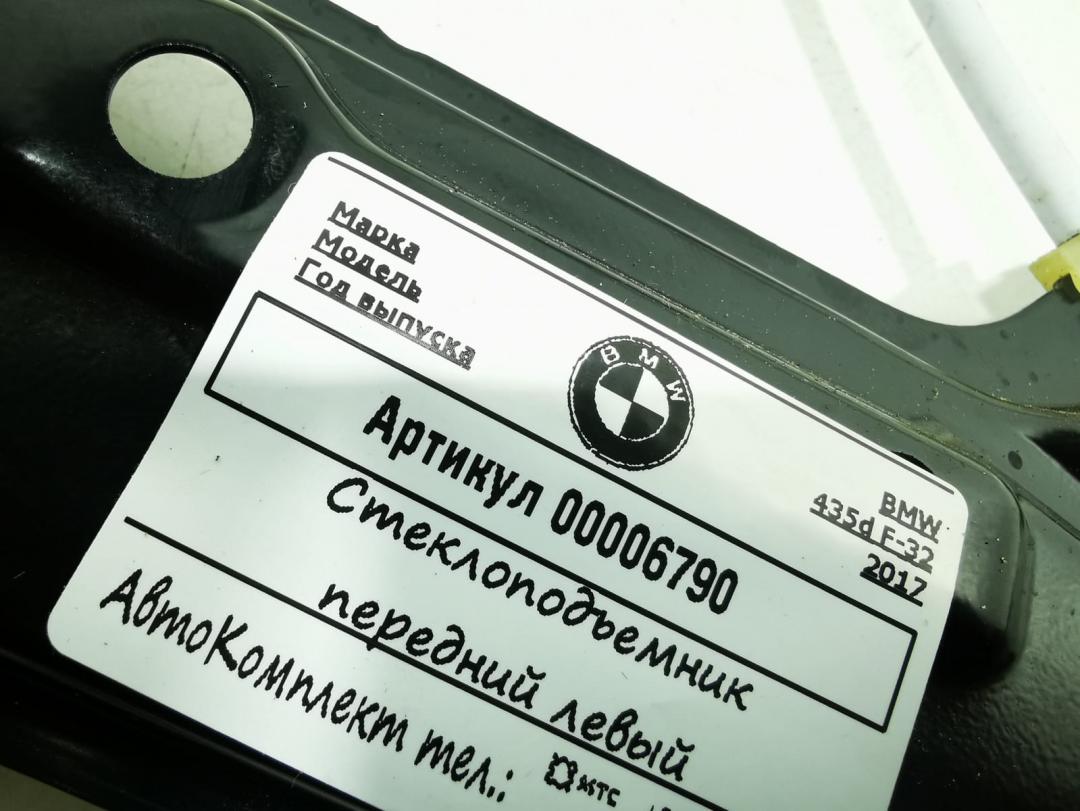 Марка
Модель
Год выпуска
BMW
BMW
435d F-32
2017
Артикул 00006790
Стеклоподъемник
передний левый
АвтоКомплект тел.: